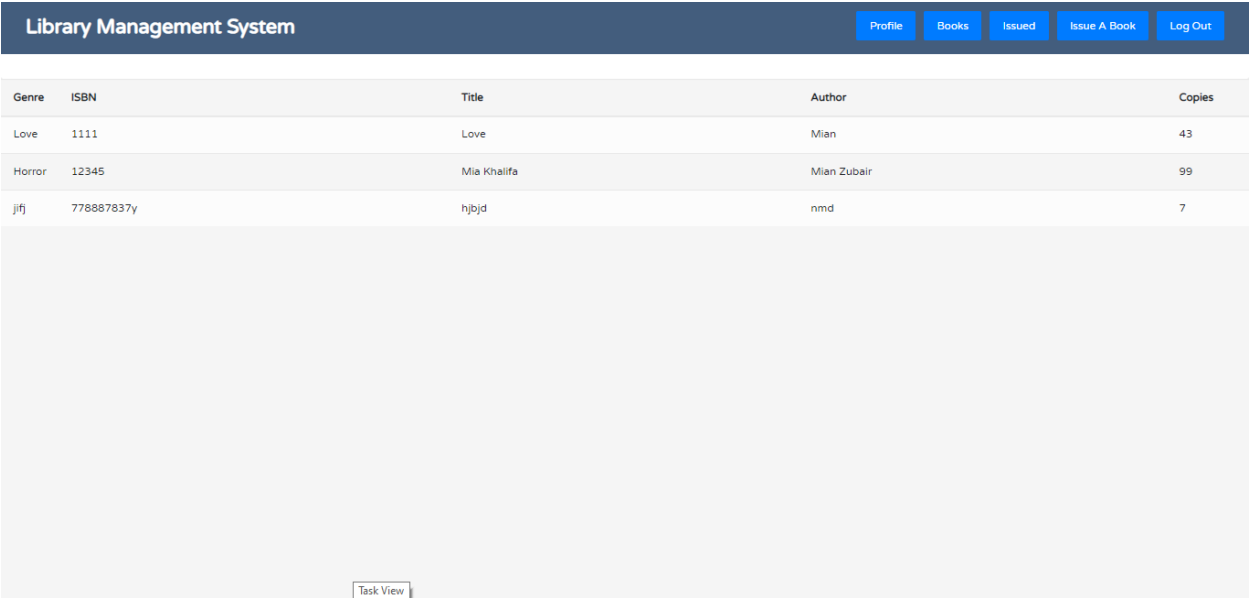 Library Management System Profile Books Issued Issue A Book Log Out
Genre ISBN Title Author Copies
Love 1111 Love Mian 43
Horror 12345 Mia Khalifa Mian Zubair 99
jifj 778887837y hjbjd nmd 7
Task View